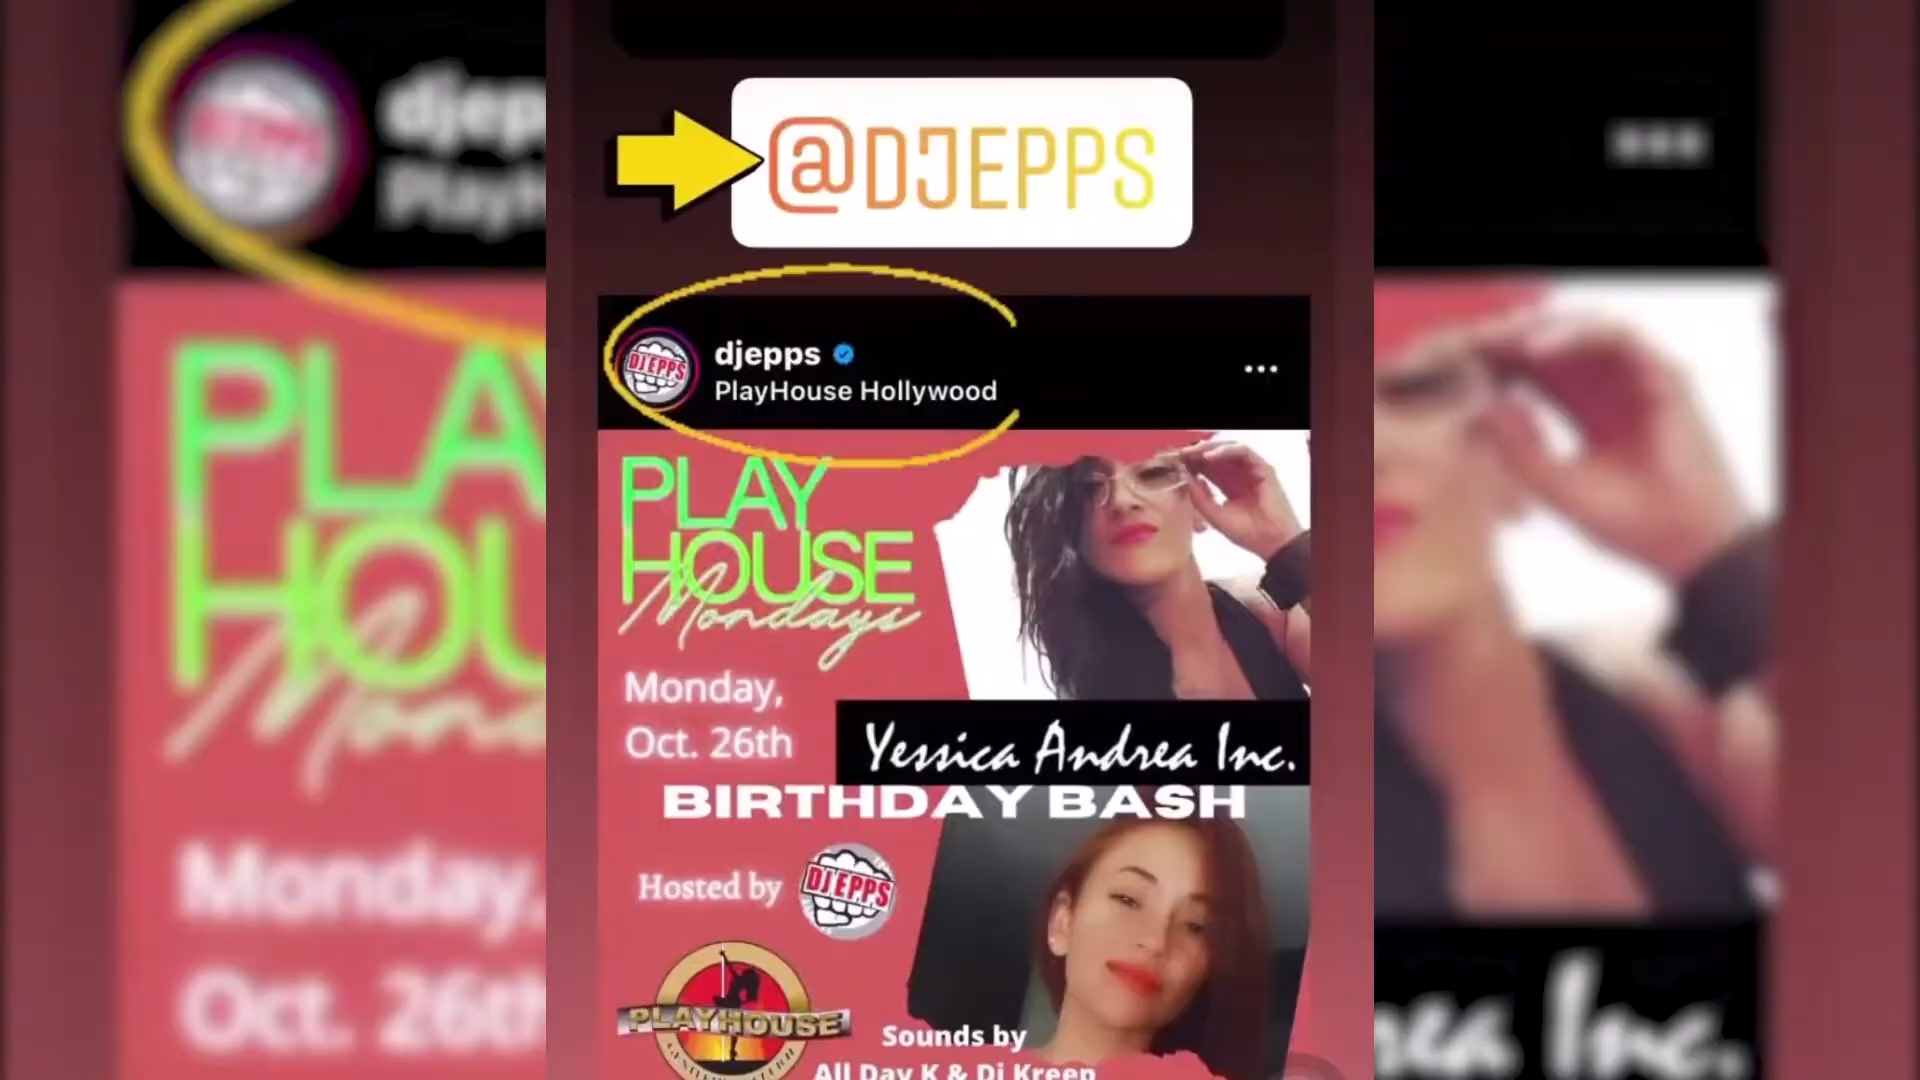 @DJEPPS
djepps
PlayHouse Hollywood
PLAY
HOUSE
Mondays
Monday,
Oct. 26th
Yessica Andrea Inc.
BIRTHDAY BASH
Hosted by
DJ EPPS
PLAYHOUSE
Sounds by
All Day K & Dj Kreep